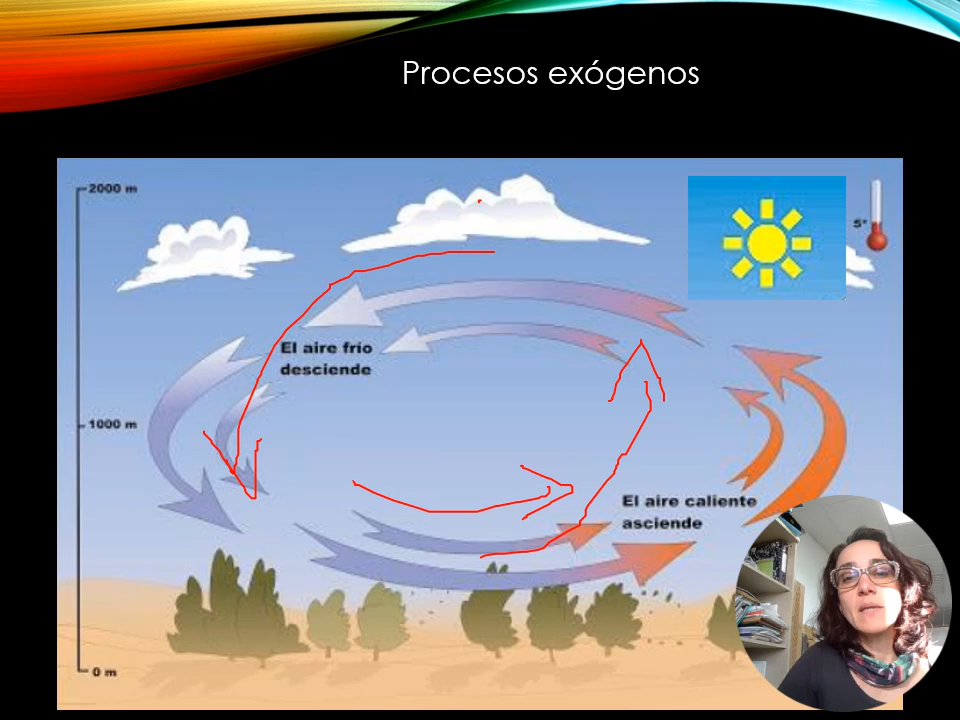 Procesos exógenos
2000 m
5°
El aire frío
desciende
1000 m
El aire caliente
asciende
0 m